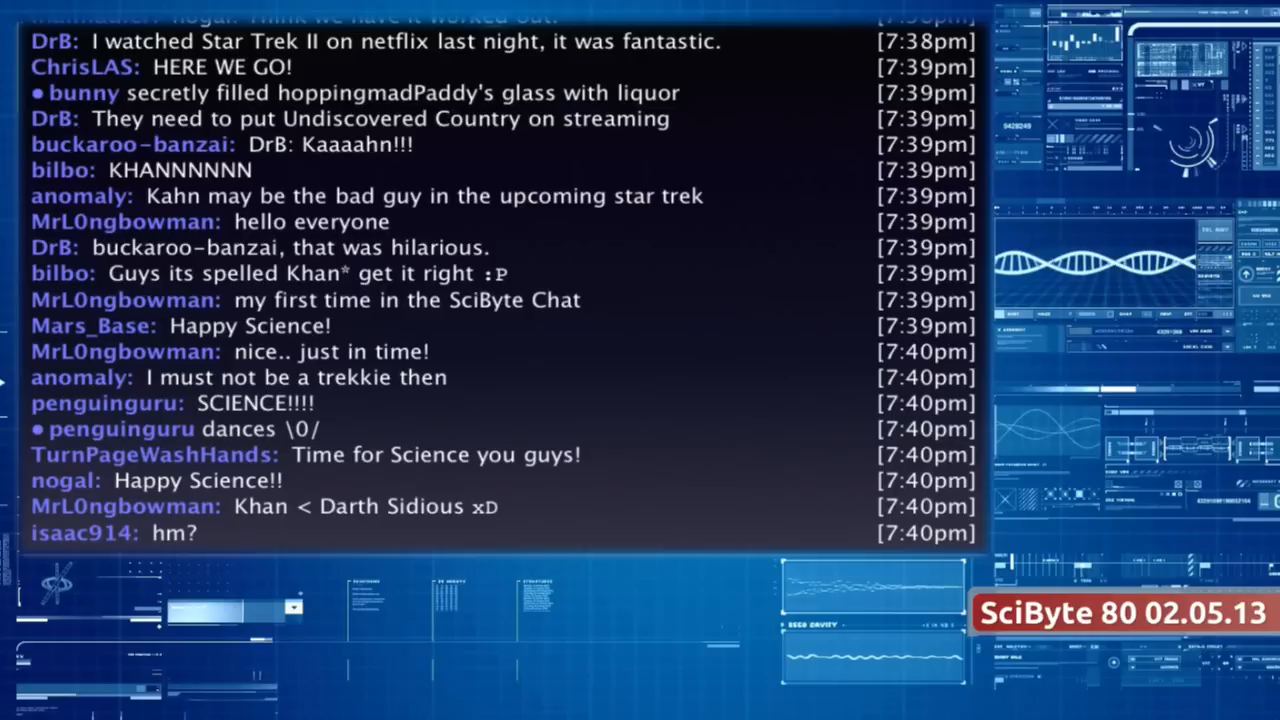 nogal: Think we have it worked out.
DrB: I watched Star Trek II on netflix last night, it was fantastic. [7:38pm]
ChrisLAS: HERE WE GO! [7:39pm]
• bunny secretly filled hoppingmadPaddy's glass with liquor [7:39pm]
DrB: They need to put Undiscovered Country on streaming [7:39pm]
buckaroo-banzai: DrB: Kaaaahn!!! [7:39pm]
bilbo: KHANNNNNN [7:39pm]
anomaly: Kahn may be the bad guy in the upcoming star trek [7:39pm]
MrL0ngbowman: hello everyone [7:39pm]
DrB: buckaroo-banzai, that was hilarious. [7:39pm]
bilbo: Guys its spelled Khan* get it right :P [7:39pm]
MrL0ngbowman: my first time in the SciByte Chat [7:39pm]
Mars_Base: Happy Science! [7:39pm]
MrL0ngbowman: nice.. just in time! [7:40pm]
anomaly: I must not be a trekkie then [7:40pm]
penguinguru: SCIENCE!!!! [7:40pm]
• penguinguru dances \0/ [7:40pm]
TurnPageWashHands: Time for Science you guys! [7:40pm]
nogal: Happy Science!! [7:40pm]
MrL0ngbowman: Khan < Darth Sidious xD [7:40pm]
isaac914: hm? [7:40pm]
SciByte 80 02.05.13